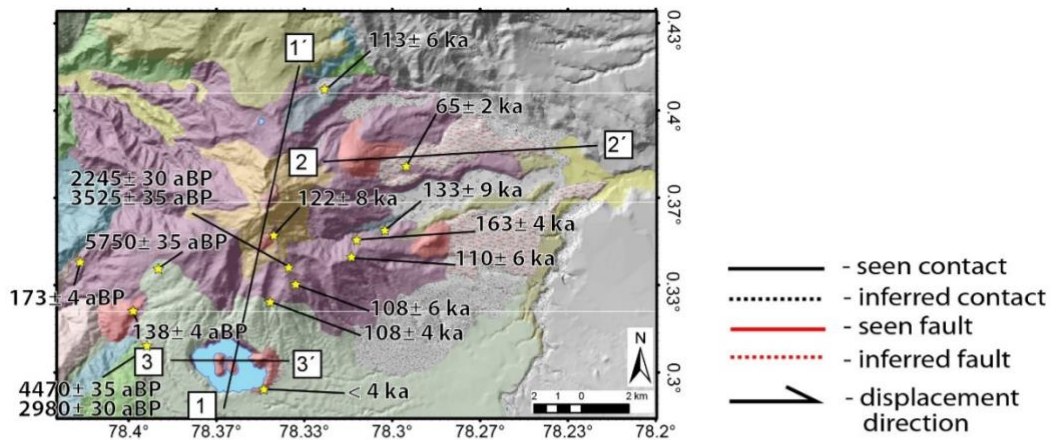 0.43°
1´
113± 6 ka
0.4°
65± 2 ka
2
2´
2245± 30 aBP
3525± 35 aBP
133± 9 ka
122± 8 ka
0.37°
163± 4 ka
5750± 35 aBP
110± 6 ka
173± 4 aBP
108± 6 ka
0.33°
138± 4 aBP
108± 4 ka
N
3
3´
0.3°
4470± 35 aBP
< 4 ka
2980± 30 aBP
1
2 1 0 2 km
78.4° 78.37° 78.33° 78.3° 78.27° 78.23° 78.2°
- seen contact
- inferred contact
- seen fault
- inferred fault
- displacement
direction